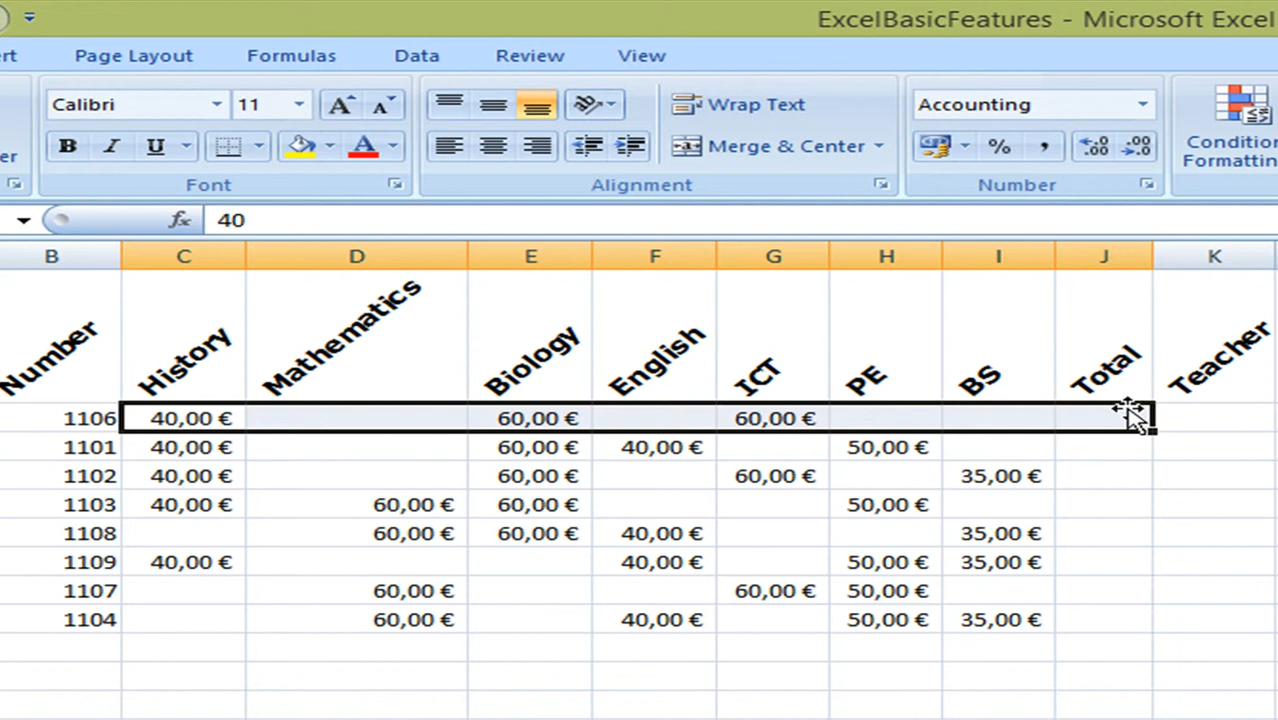 ExcelBasicFeatures - Microsoft Excel
rt Page Layout Formulas Data Review View
Calibri 11 A A Wrap Text Accounting
er B I U A Merge & Center % , Condition
Formatting
Font Alignment Number
fx 40
B C D E F G H I J K
Number History Mathematics Biology English ICT PE BS Total Teacher
1106 40,00 € 60,00 € 60,00 €
1101 40,00 € 60,00 € 40,00 € 50,00 €
1102 40,00 € 60,00 € 60,00 € 35,00 €
1103 40,00 € 60,00 € 60,00 € 50,00 €
1108 60,00 € 60,00 € 40,00 € 35,00 €
1109 40,00 € 40,00 € 50,00 € 35,00 €
1107 60,00 € 60,00 € 50,00 €
1104 60,00 € 40,00 € 50,00 € 35,00 €